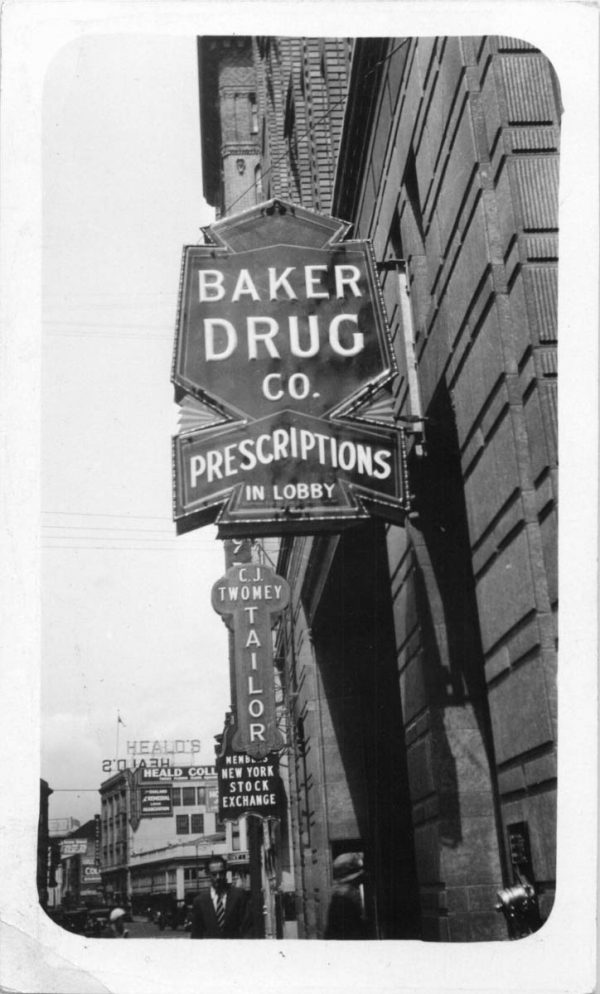 BAKER
DRUG
CO.
PRESCRIPTIONS
IN LOBBY
C.J.
TWOMEY
TAILOR
MEMBERS
NEW YORK
STOCK
EXCHANGE
HEALD'S
HEALD'S
HEALD COLL